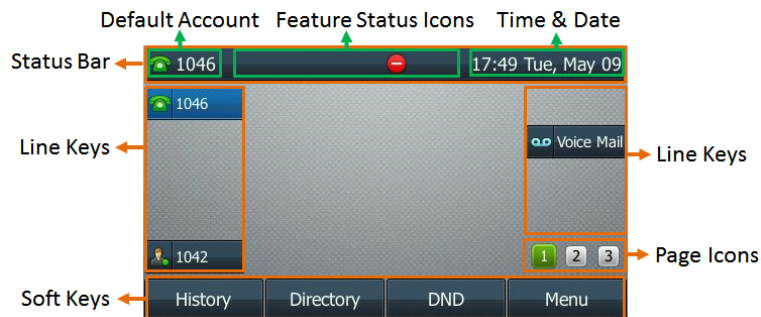 Default Account Feature Status Icons Time & Date
Status Bar 1046 17:49 Tue, May 09
1046
Line Keys Voice Mail Line Keys
1042 1 2 3 Page Icons
Soft Keys History Directory DND Menu